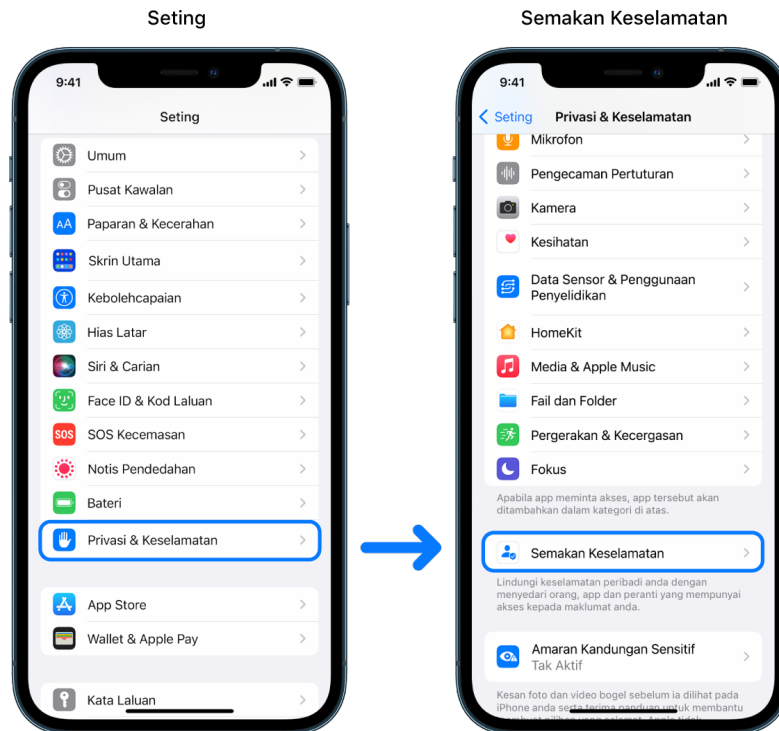 Seting
9:41
Seting
Umum
Pusat Kawalan
AA Paparan & Kecerahan
Skrin Utama
Kebolehcapaian
Hias Latar
Siri & Carian
Face ID & Kod Laluan
SOS SOS Kecemasan
Notis Pendedahan
Bateri
Privasi & Keselamatan
App Store
Wallet & Apple Pay
Kata Laluan
Semakan Keselamatan
9:41
Seting Privasi & Keselamatan
Mikrofon
Pengecaman Pertuturan
Kamera
Kesihatan
Data Sensor & Penggunaan
Penyelidikan
HomeKit
Media & Apple Music
Fail dan Folder
Pergerakan & Kecergasan
Fokus
Apabila app meminta akses, app tersebut akan
ditambahkan dalam kategori di atas.
Semakan Keselamatan
Lindungi keselamatan peribadi anda dengan
menyedari orang, app dan peranti yang mempunyai
akses kepada maklumat anda.
Amaran Kandungan Sensitif
Tak Aktif
Kesan foto dan video bogel sebelum ia dilihat pada
iPhone anda serta terima panduan untuk membantu